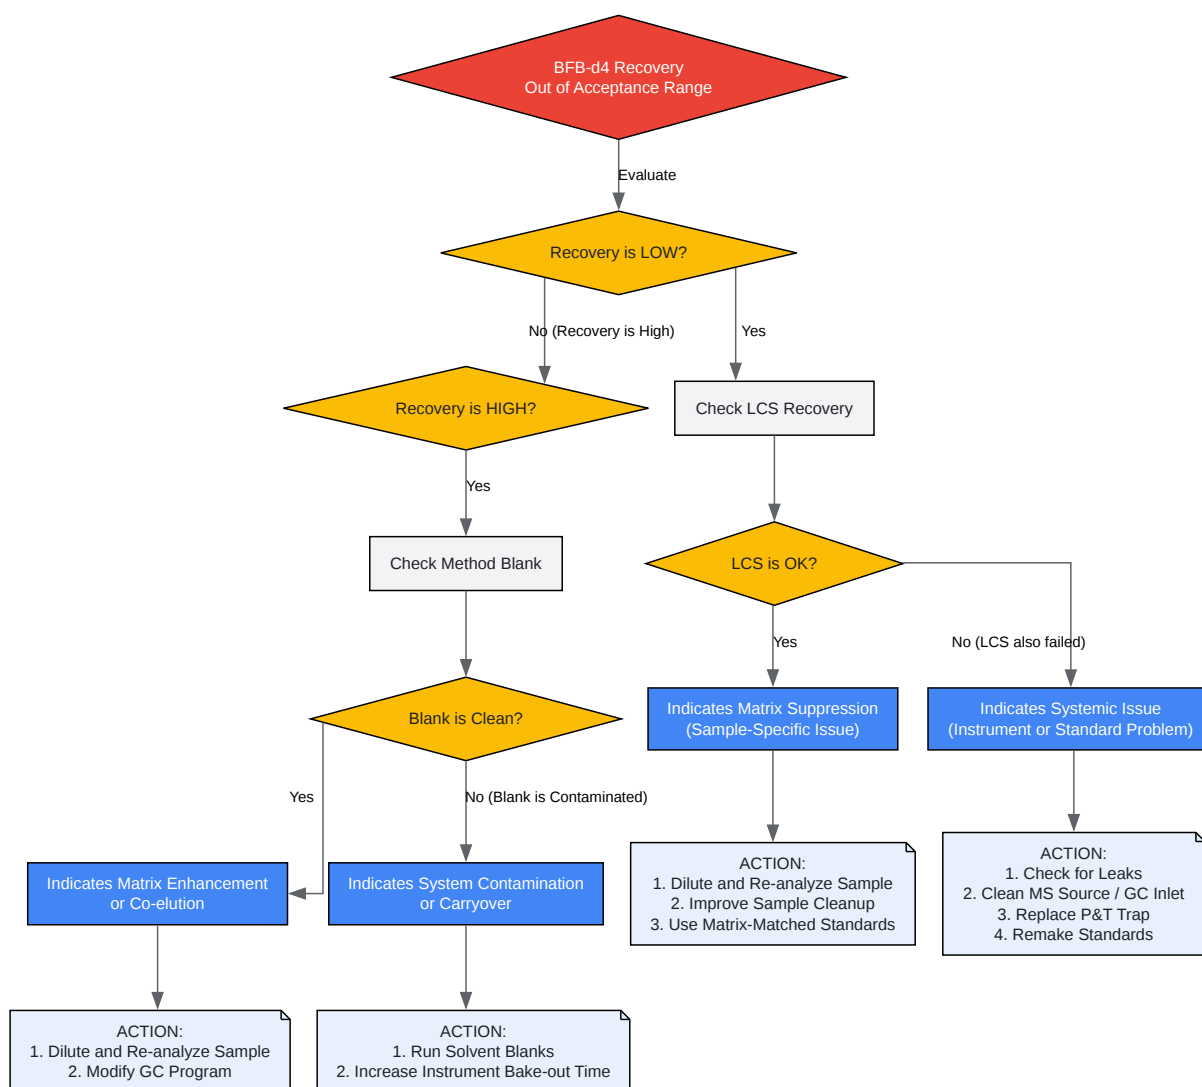 BFB-d4 Recovery
Out of Acceptance Range
Evaluate
Recovery is LOW?
No (Recovery is High)
Yes
Recovery is HIGH?
Check LCS Recovery
Yes
Check Method Blank
LCS is OK?
Yes
No (LCS also failed)
Blank is Clean?
Indicates Matrix Suppression
(Sample-Specific Issue)
Indicates Systemic Issue
(Instrument or Standard Problem)
Yes
No (Blank is Contaminated)
Indicates Matrix Enhancement
or Co-elution
Indicates System Contamination
or Carryover
ACTION:
1. Dilute and Re-analyze Sample
2. Improve Sample Cleanup
3. Use Matrix-Matched Standards
ACTION:
1. Check for Leaks
2. Clean MS Source / GC Inlet
3. Replace P&T Trap
4. Remake Standards
ACTION:
1. Dilute and Re-analyze Sample
2. Modify GC Program
ACTION:
1. Run Solvent Blanks
2. Increase Instrument Bake-out Time